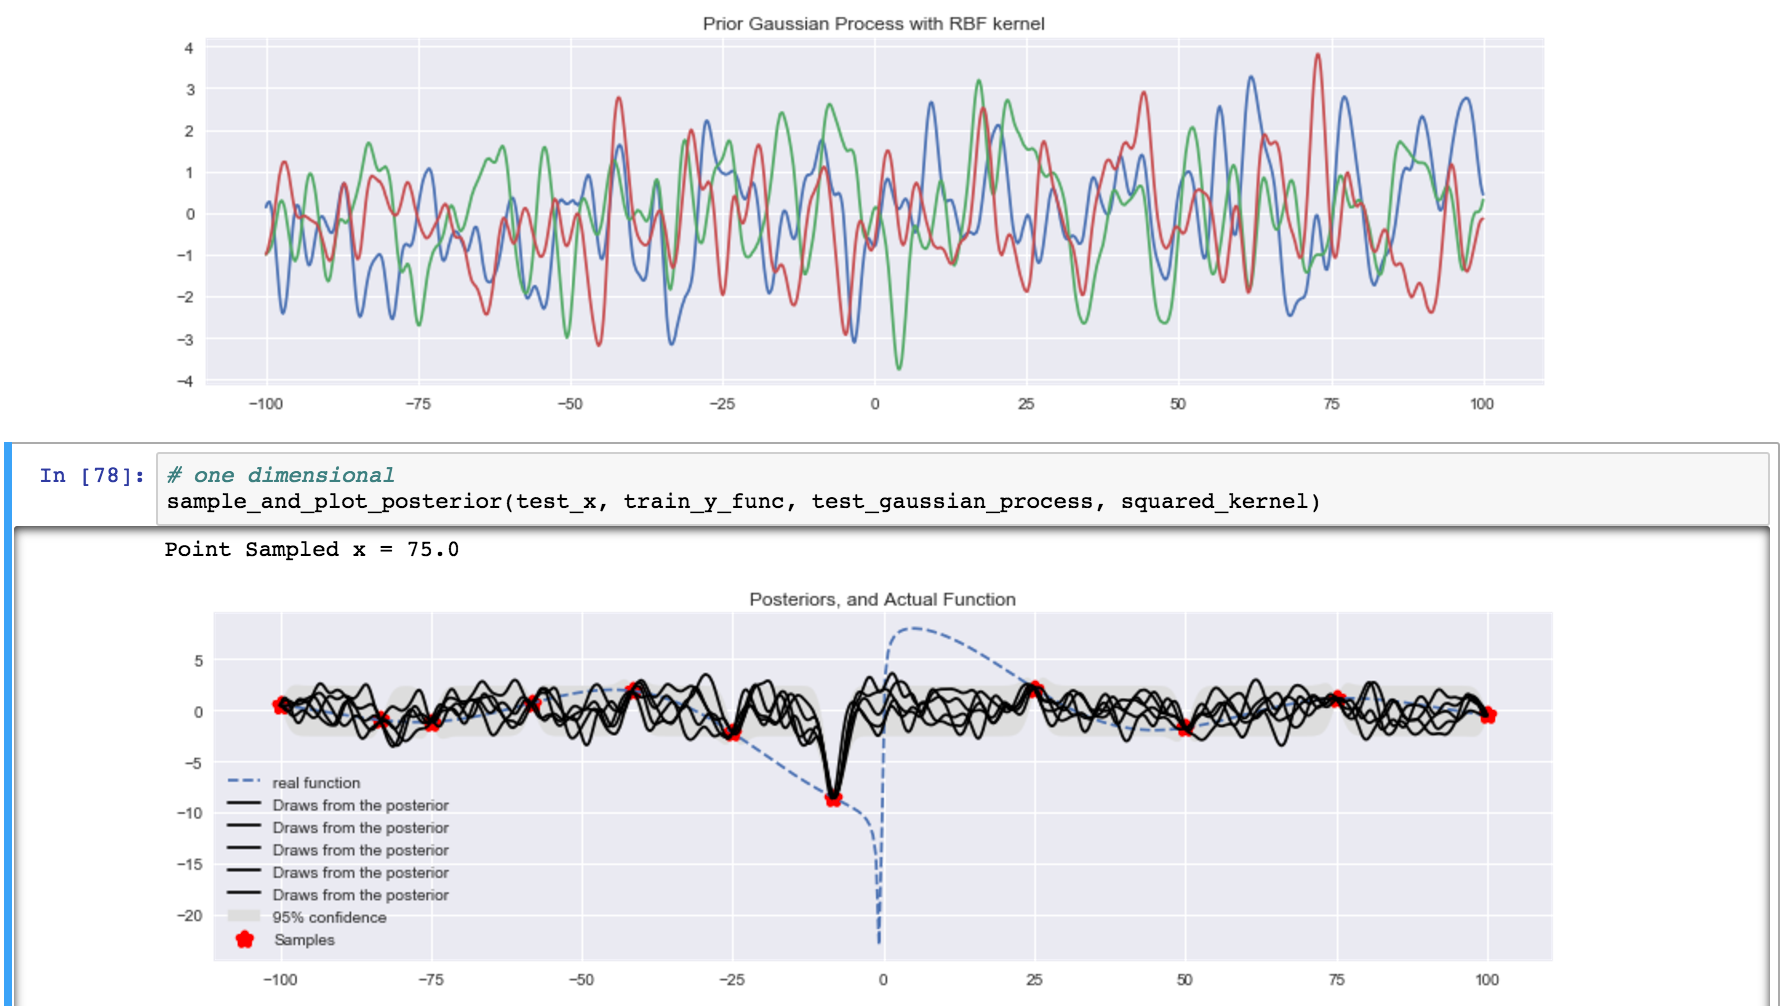 Prior Gaussian Process with RBF kernel
4
3
2
1
0
−1
−2
−3
−4
−100 −75 −50 −25 0 25 50 75 100
In [78]: # one dimensional
sample_and_plot_posterior(test_x, train_y_func, test_gaussian_process, squared_kernel)
Point Sampled x = 75.0
Posteriors, and Actual Function
5
0
−5
−10
−15
−20
real function
Draws from the posterior
Draws from the posterior
Draws from the posterior
Draws from the posterior
Draws from the posterior
95% confidence
Samples
−100 −75 −50 −25 0 25 50 75 100